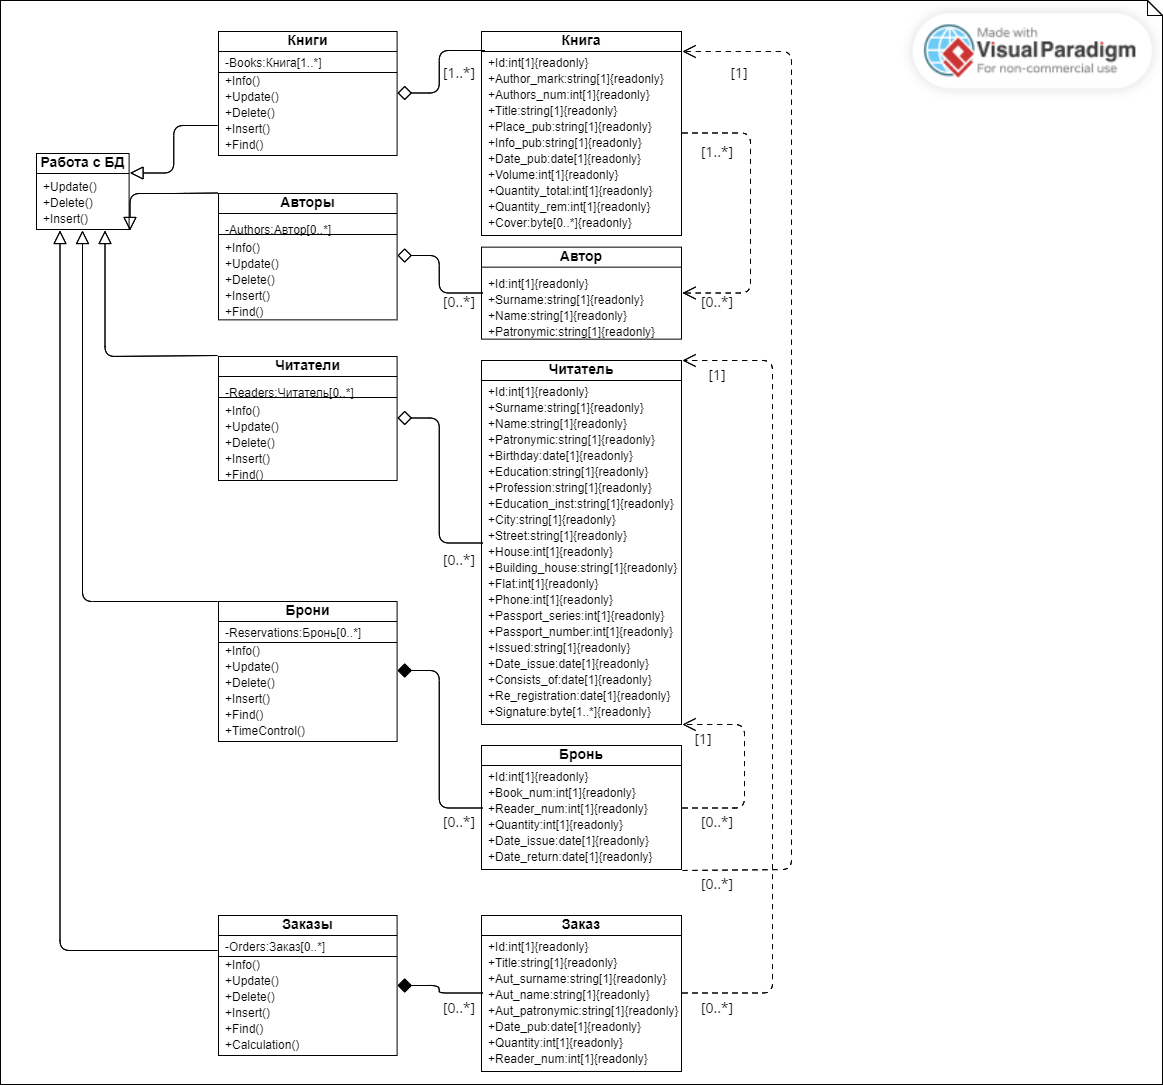 Made with
Visual Paradigm
For non-commercial use
Книги
-Books:Книга[1..*]
+Info()
+Update()
+Delete()
+Insert()
+Find()
Книга
+Id:int[1]{readonly}
+Author_mark:string[1]{readonly}
+Authors_num:int[1]{readonly}
+Title:string[1]{readonly}
+Place_pub:string[1]{readonly}
+Info_pub:string[1]{readonly}
+Date_pub:date[1]{readonly}
+Volume:int[1]{readonly}
+Quantity_total:int[1]{readonly}
+Quantity_rem:int[1]{readonly}
+Cover:byte[0..*]{readonly}
[1..*]
[1]
[1..*]
Работа с БД
+Update()
+Delete()
+Insert()
Авторы
-Authors:Автор[0..*]
+Info()
+Update()
+Delete()
+Insert()
+Find()
Автор
+Id:int[1]{readonly}
+Surname:string[1]{readonly}
+Name:string[1]{readonly}
+Patronymic:string[1]{readonly}
[0..*]
[0..*]
Читатели
-Readers:Читатель[0..*]
+Info()
+Update()
+Delete()
+Insert()
+Find()
Читатель
+Id:int[1]{readonly}
+Surname:string[1]{readonly}
+Name:string[1]{readonly}
+Patronymic:string[1]{readonly}
+Birthday:date[1]{readonly}
+Education:string[1]{readonly}
+Profession:string[1]{readonly}
+Education_inst:string[1]{readonly}
+City:string[1]{readonly}
+Street:string[1]{readonly}
+House:int[1]{readonly}
+Building_house:string[1]{readonly}
+Flat:int[1]{readonly}
+Phone:int[1]{readonly}
+Passport_series:int[1]{readonly}
+Passport_number:int[1]{readonly}
+Issued:string[1]{readonly}
+Date_issue:date[1]{readonly}
+Consists_of:date[1]{readonly}
+Re_registration:date[1]{readonly}
+Signature:byte[1..*]{readonly}
[1]
[0..*]
Брони
-Reservations:Бронь[0..*]
+Info()
+Update()
+Delete()
+Insert()
+Find()
+TimeControl()
[1]
Бронь
+Id:int[1]{readonly}
+Book_num:int[1]{readonly}
+Reader_num:int[1]{readonly}
+Quantity:int[1]{readonly}
+Date_issue:date[1]{readonly}
+Date_return:date[1]{readonly}
[0..*]
[0..*]
[0..*]
Заказы
-Orders:Заказ[0..*]
+Info()
+Update()
+Delete()
+Insert()
+Find()
+Calculation()
Заказ
+Id:int[1]{readonly}
+Title:string[1]{readonly}
+Aut_surname:string[1]{readonly}
+Aut_name:string[1]{readonly}
+Aut_patronymic:string[1]{readonly}
+Date_pub:date[1]{readonly}
+Quantity:int[1]{readonly}
+Reader_num:int[1]{readonly}
[0..*]
[0..*]